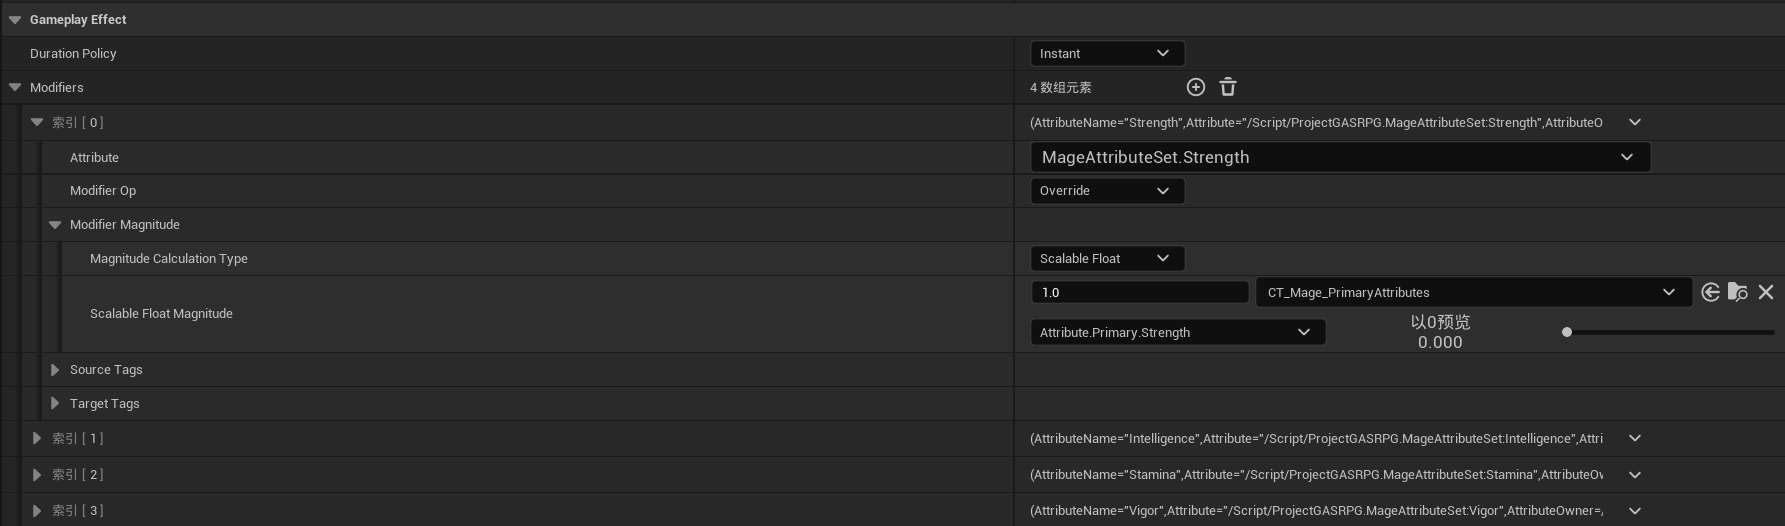 Gameplay Effect
Duration Policy
Instant
Modifiers
4 数组元素
索引 [ 0 ]
(AttributeName="Strength",Attribute="/Script/ProjectGASRPG.MageAttributeSet:Strength",AttributeO
Attribute
MageAttributeSet.Strength
Modifier Op
Override
Modifier Magnitude
Magnitude Calculation Type
Scalable Float
Scalable Float Magnitude
1.0
CT_Mage_PrimaryAttributes
Attribute.Primary.Strength
以0预览
0.000
Source Tags
Target Tags
索引 [ 1 ]
(AttributeName="Intelligence",Attribute="/Script/ProjectGASRPG.MageAttributeSet:Intelligence",Attri
索引 [ 2 ]
(AttributeName="Stamina",Attribute="/Script/ProjectGASRPG.MageAttributeSet:Stamina",AttributeO
索引 [ 3 ]
(AttributeName="Vigor",Attribute="/Script/ProjectGASRPG.MageAttributeSet:Vigor",AttributeOwner=